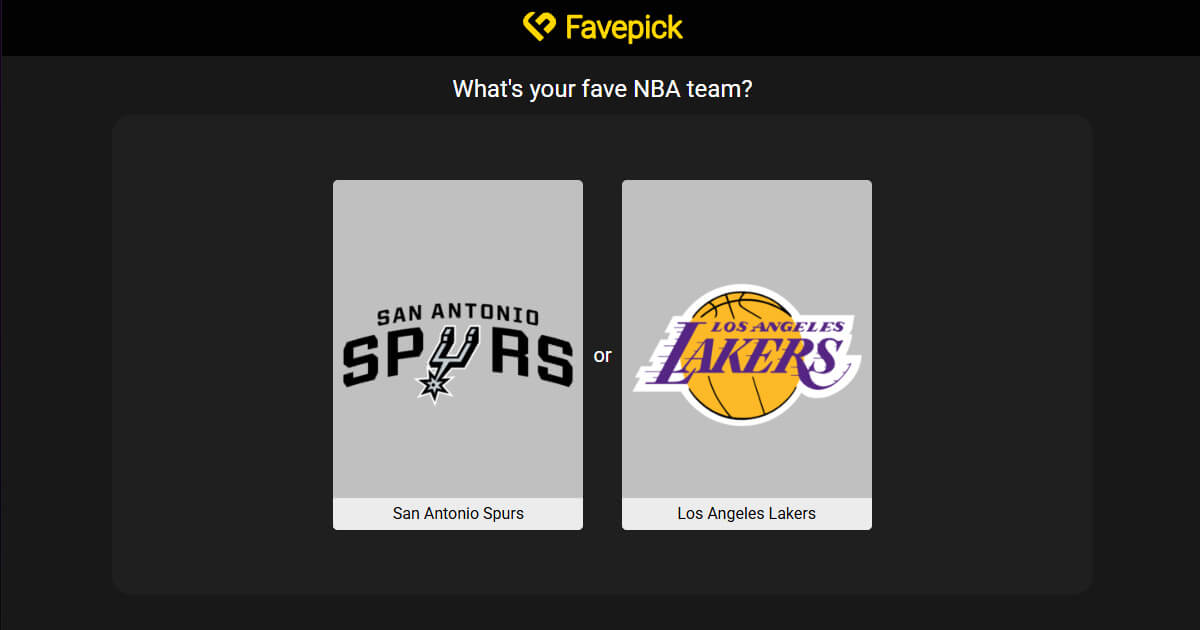 Favepick
What's your fave NBA team?
SAN ANTONIO
SPURS
or
LOS ANGELES
LAKERS
San Antonio Spurs
Los Angeles Lakers